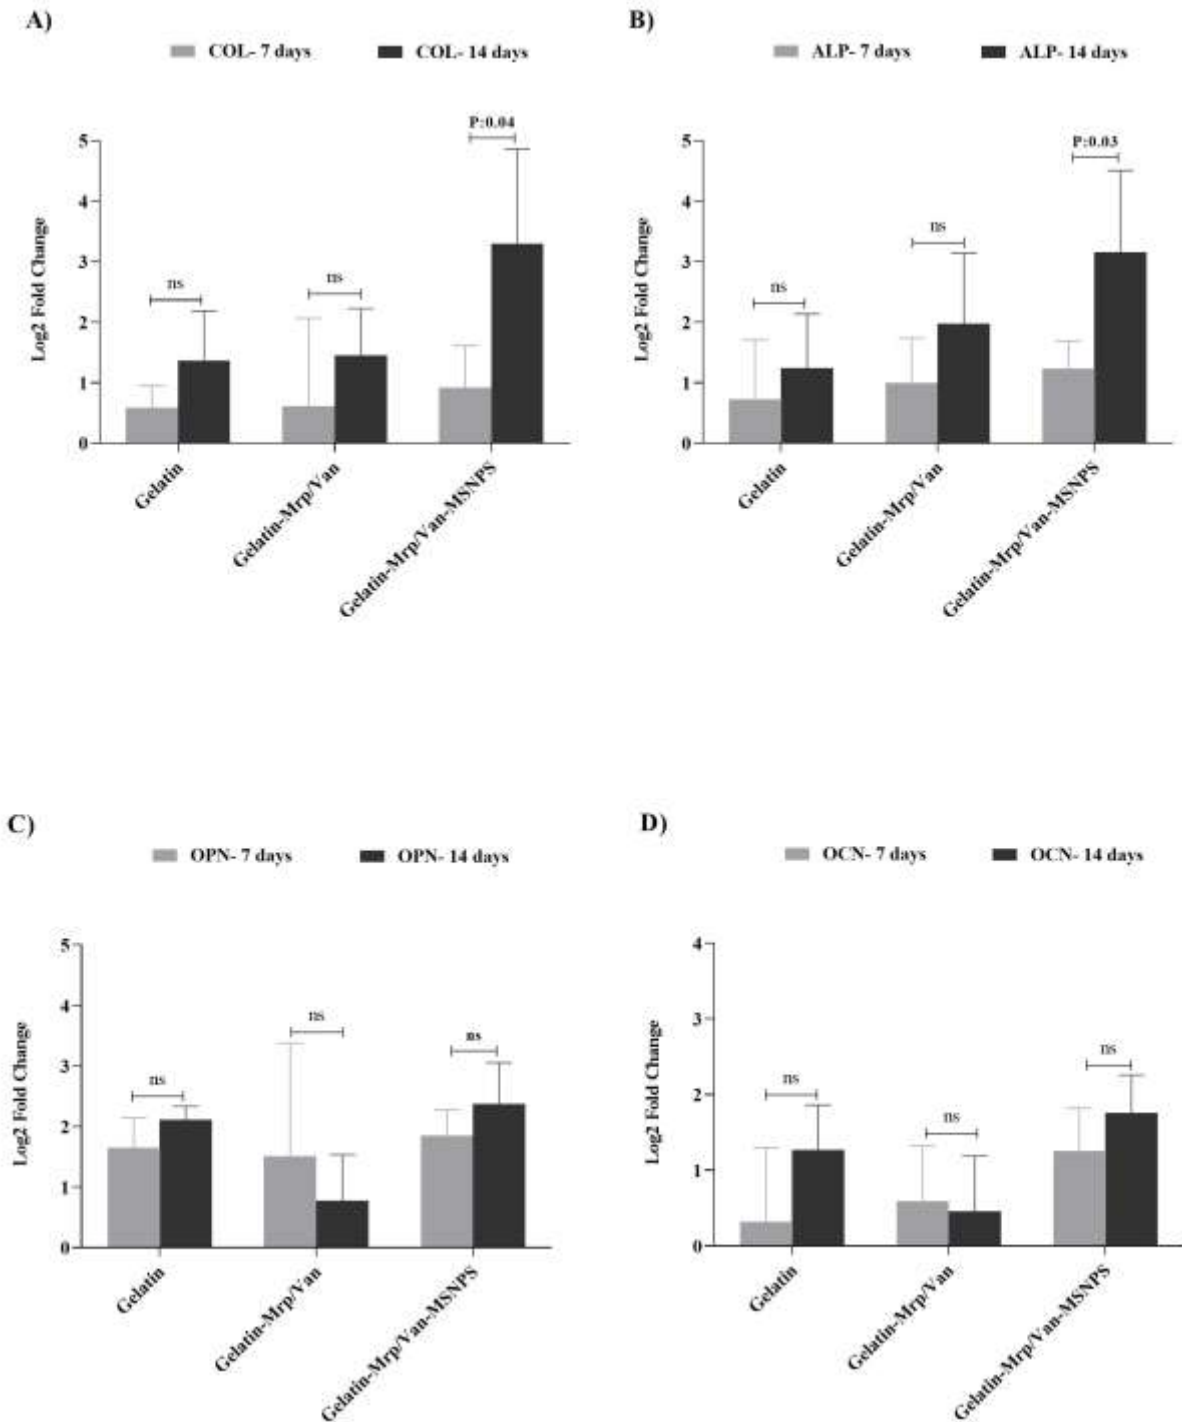 A)
COL- 7 days COL- 14 days
P:0.04
5
4
3
2
1
0
Log2 Fold Change
ns
ns
Gelatin
Gelatin-Mrp/Van
Gelatin-Mrp/Van-MSNPS
B)
ALP- 7 days ALP- 14 days
P:0.03
5
4
3
2
1
0
Log2 Fold Change
ns
ns
Gelatin
Gelatin-Mrp/Van
Gelatin-Mrp/Van-MSNPS
C)
OPN- 7 days OPN- 14 days
5
4
3
2
1
0
Log2 Fold Change
ns
ns
ns
Gelatin
Gelatin-Mrp/Van
Gelatin-Mrp/Van-MSNPS
D)
OCN- 7 days OCN- 14 days
4
3
2
1
0
Log2 Fold Change
ns
ns
ns
Gelatin
Gelatin-Mrp/Van
Gelatin-Mrp/Van-MSNPS